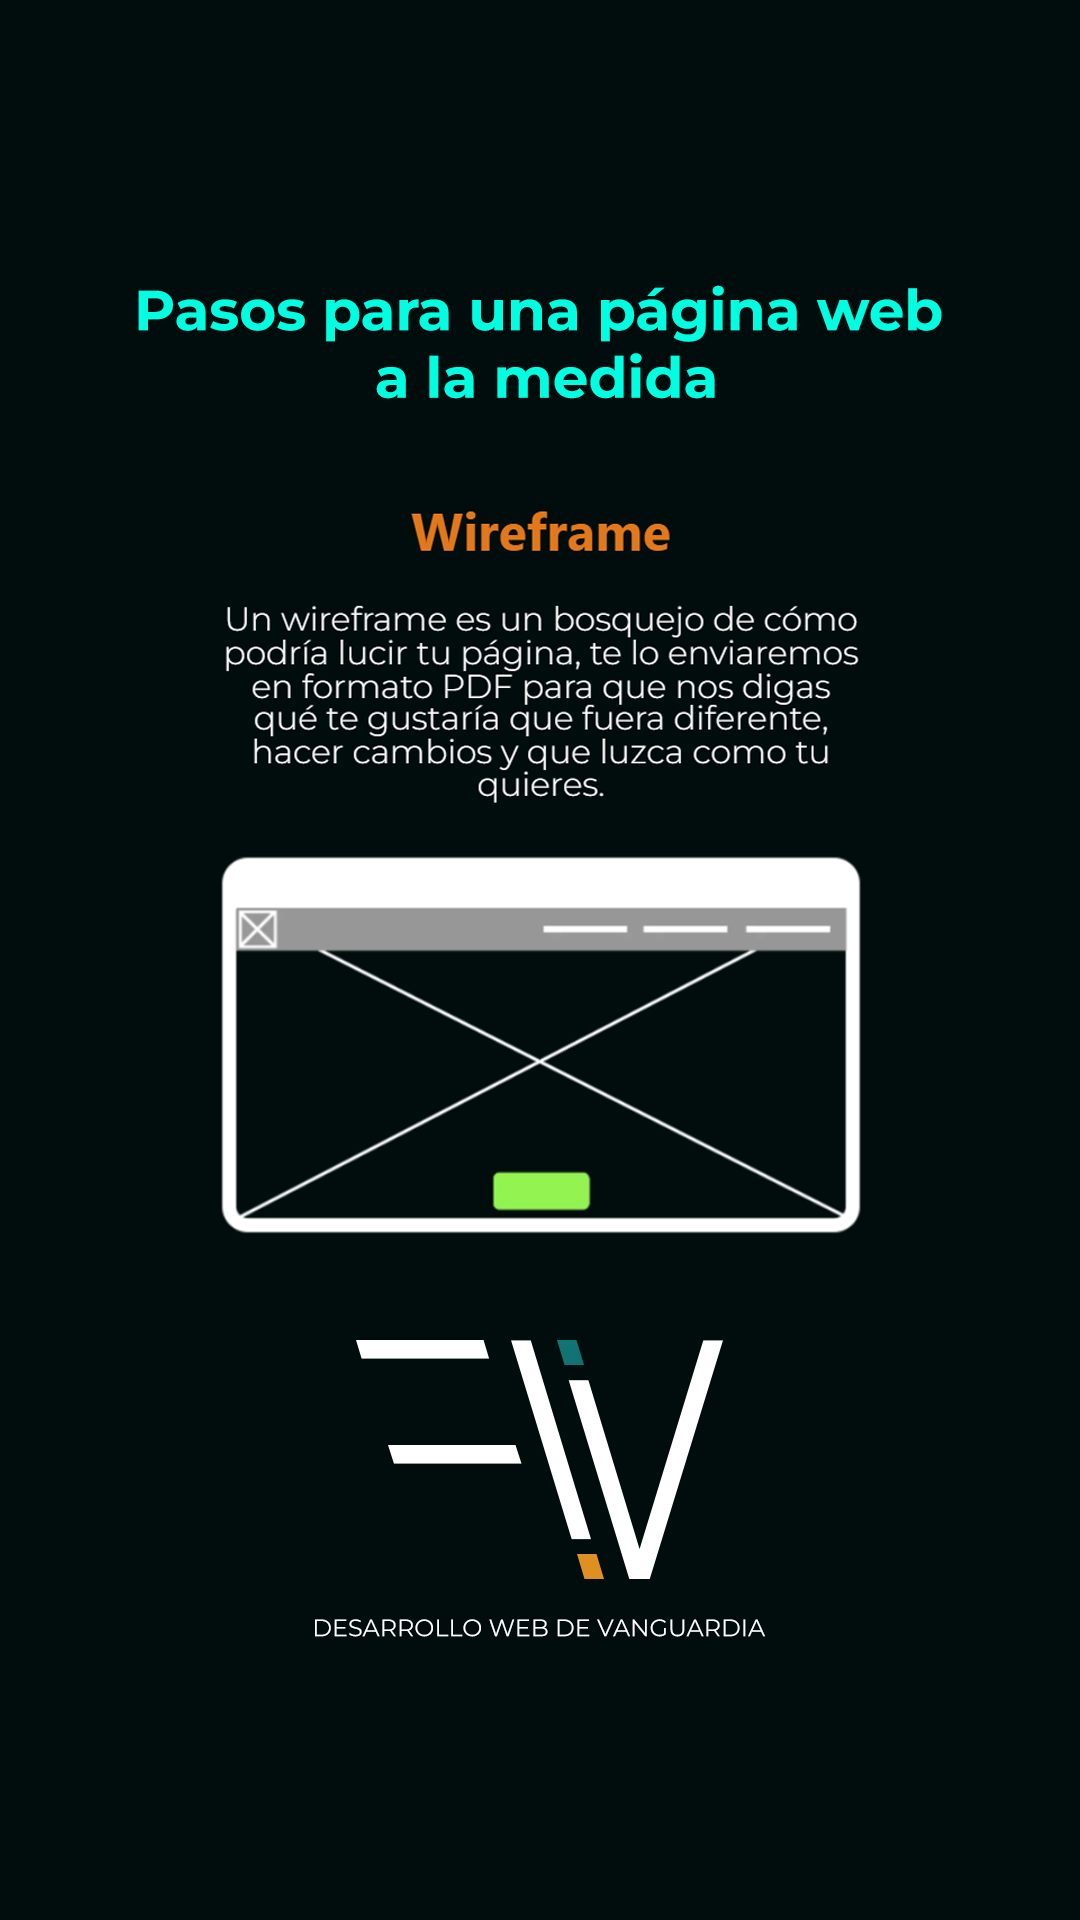 Pasos para una página web
a la medida
Wireframe
Un wireframe es un bosquejo de cómo
podría lucir tu página, te lo enviaremos
en formato PDF para que nos digas
qué te gustaría que fuera diferente,
hacer cambios y que luzca como tu
quieres.
DESARROLLO WEB DE VANGUARDIA